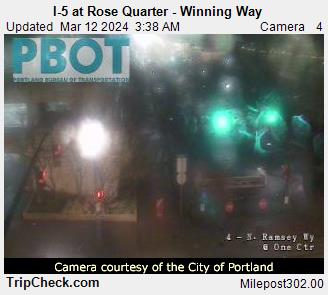 I-5 at Rose Quarter - Winning Way
Updated Mar 12 2024 3:38 AM Camera 4
PBOT
PORTLAND BUREAU OF TRANSPORTATION
4 - N. Ramsey Wy
@ One Ctr
Camera courtesy of the City of Portland
TripCheck.com Milepost302.00